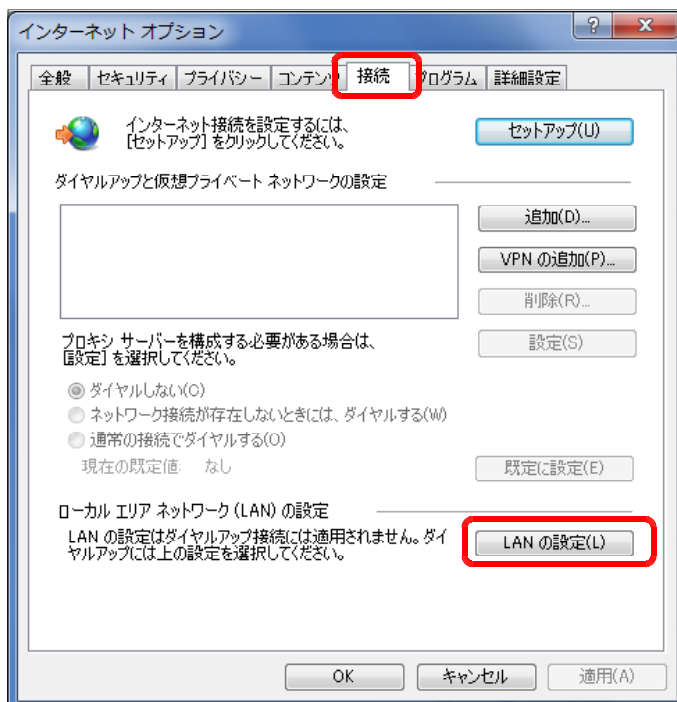 インターネット オプション
全般 セキュリティ プライバシー コンテンツ 接続 プログラム 詳細設定
インターネット接続を設定するには、
[セットアップ] をクリックしてください。
セットアップ(U)
ダイヤルアップと仮想プライベート ネットワークの設定
追加(D)...
VPN の追加(P)...
削除(R)...
プロキシ サーバーを構成する必要がある場合は、
[設定] を選択してください。
設定(S)
ダイヤルしない(C)
ネットワーク接続が存在しないときには、ダイヤルする(W)
通常の接続でダイヤルする(O)
現在の既定値: なし
既定に設定(E)
ローカル エリア ネットワーク (LAN) の設定
LAN の設定はダイヤルアップ接続には適用されません。ダイ
ヤルアップには上の設定を選択してください。
LAN の設定(L)
OK キャンセル 適用(A)